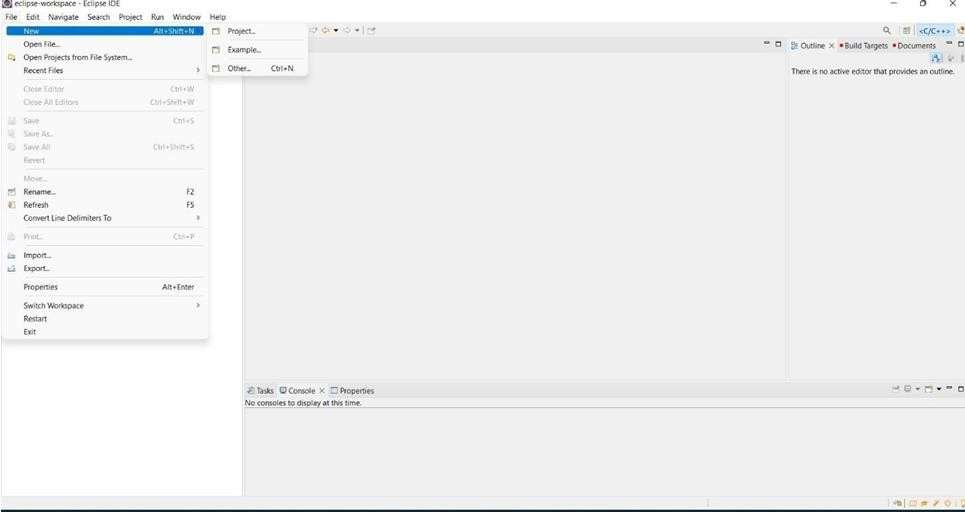 eclipse-workspace - Eclipse IDE
File Edit Navigate Search Project Run Window Help
New Alt+Shift+N
Project...
<C/C++>
Open File...
Example...
Outline Build Targets Documents
Open Projects from File System...
Other... Ctrl+N
Recent Files
There is no active editor that provides an outline.
Close Editor Ctrl+W
Close All Editors Ctrl+Shift+W
Save Ctrl+S
Save As...
Save All Ctrl+Shift+S
Revert
Move...
Rename... F2
Refresh F5
Convert Line Delimiters To
Print... Ctrl+P
Import...
Export...
Properties Alt+Enter
Switch Workspace
Restart
Exit
Tasks Console Properties
No consoles to display at this time.